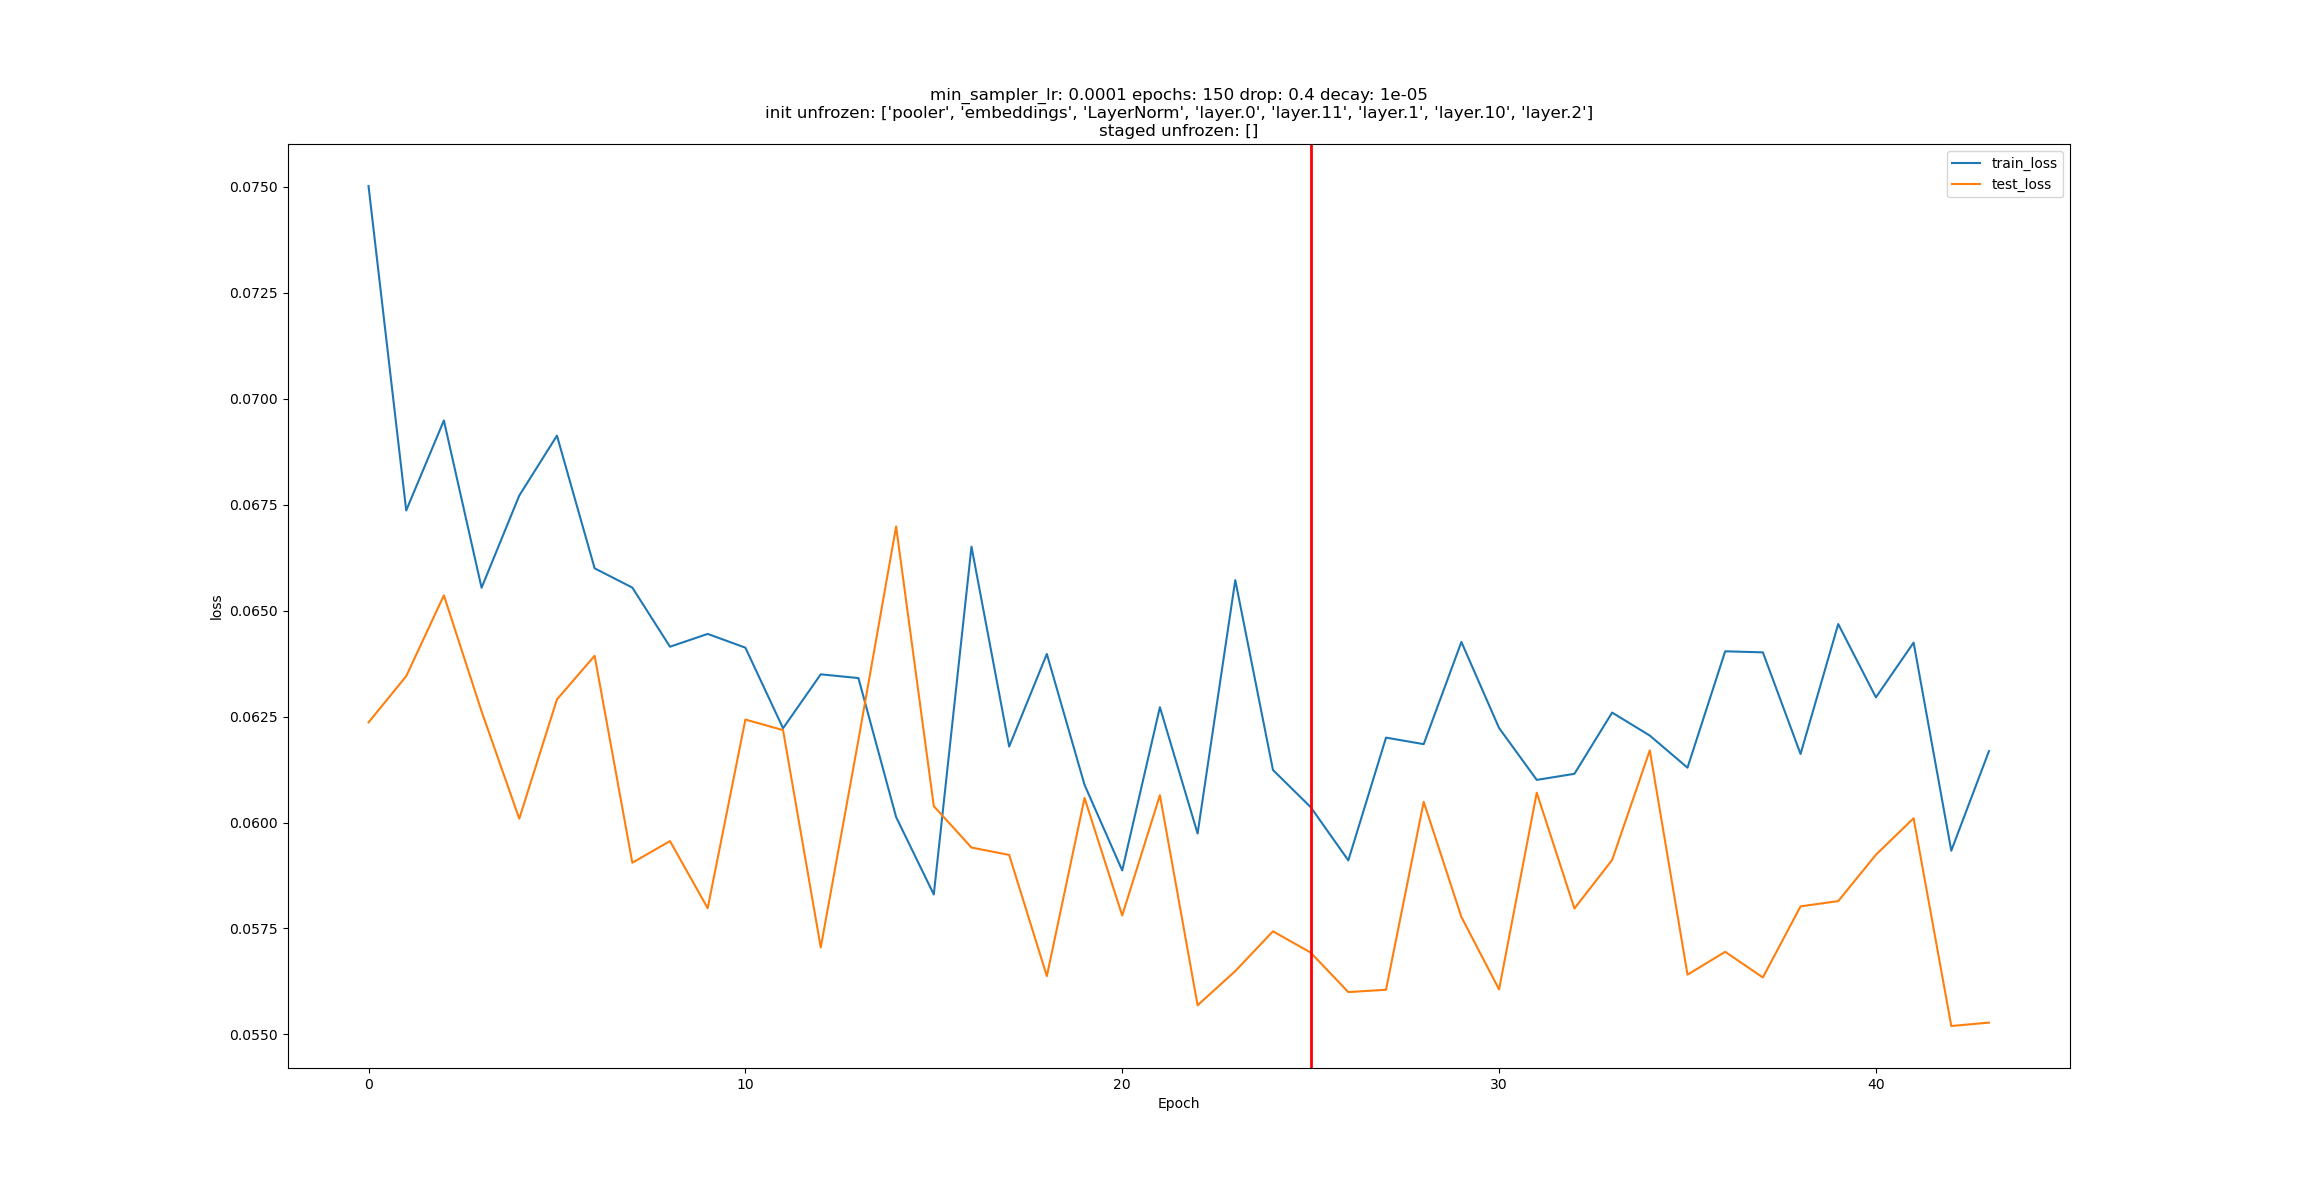 min_sampler_lr: 0.0001 epochs: 150 drop: 0.4 decay: 1e-05
init unfrozen: ['pooler', 'embeddings', 'LayerNorm', 'layer.0', 'layer.11', 'layer.1', 'layer.10', 'layer.2']
staged unfrozen: []
train_loss
test_loss
0.0750
0.0725
0.0700
0.0675
0.0650
0.0625
0.0600
0.0575
0.0550
loss
0 10 20 30 40
Epoch